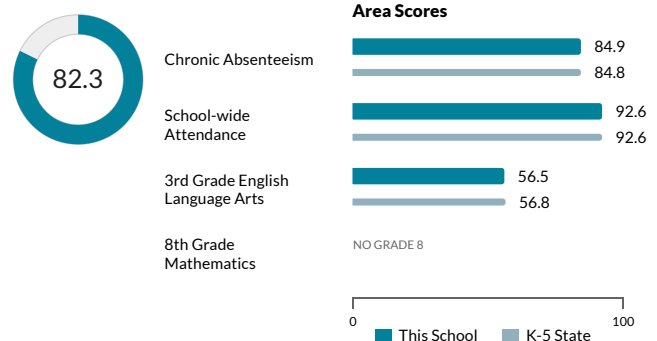 82.3
Area Scores
Chronic Absenteeism
84.9
84.8
School-wide
Attendance
92.6
92.6
3rd Grade English
Language Arts
56.5
56.8
8th Grade
Mathematics
NO GRADE 8
0
100
This School
K-5 State